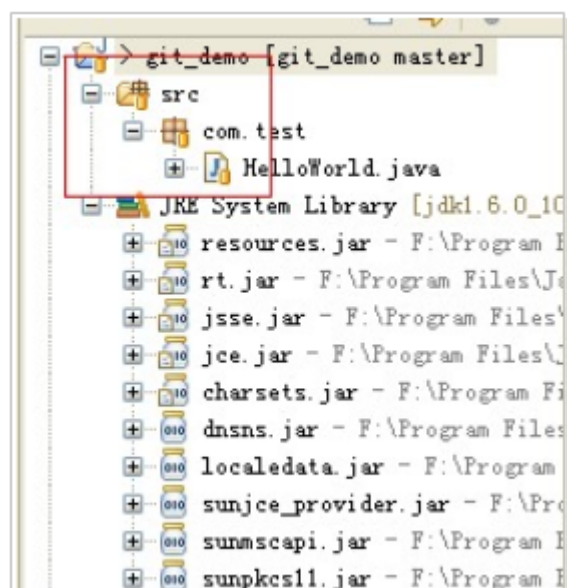 > git_demo [git_demo master]
src
com.test
HelloWorld.java
JRE System Library [jdk1.6.0_10
resources.jar - F:\Program
rt.jar - F:\Program Files\Ja
jsse.jar - F:\Program Files\
jce.jar - F:\Program Files\J
charsets.jar - F:\Program Fi
dnsns.jar - F:\Program Files
localedata.jar - F:\Program
sunjce_provider.jar - F:\Pro
sunmscapi.jar - F:\Program
sunpkcs11.jar - F:\Program